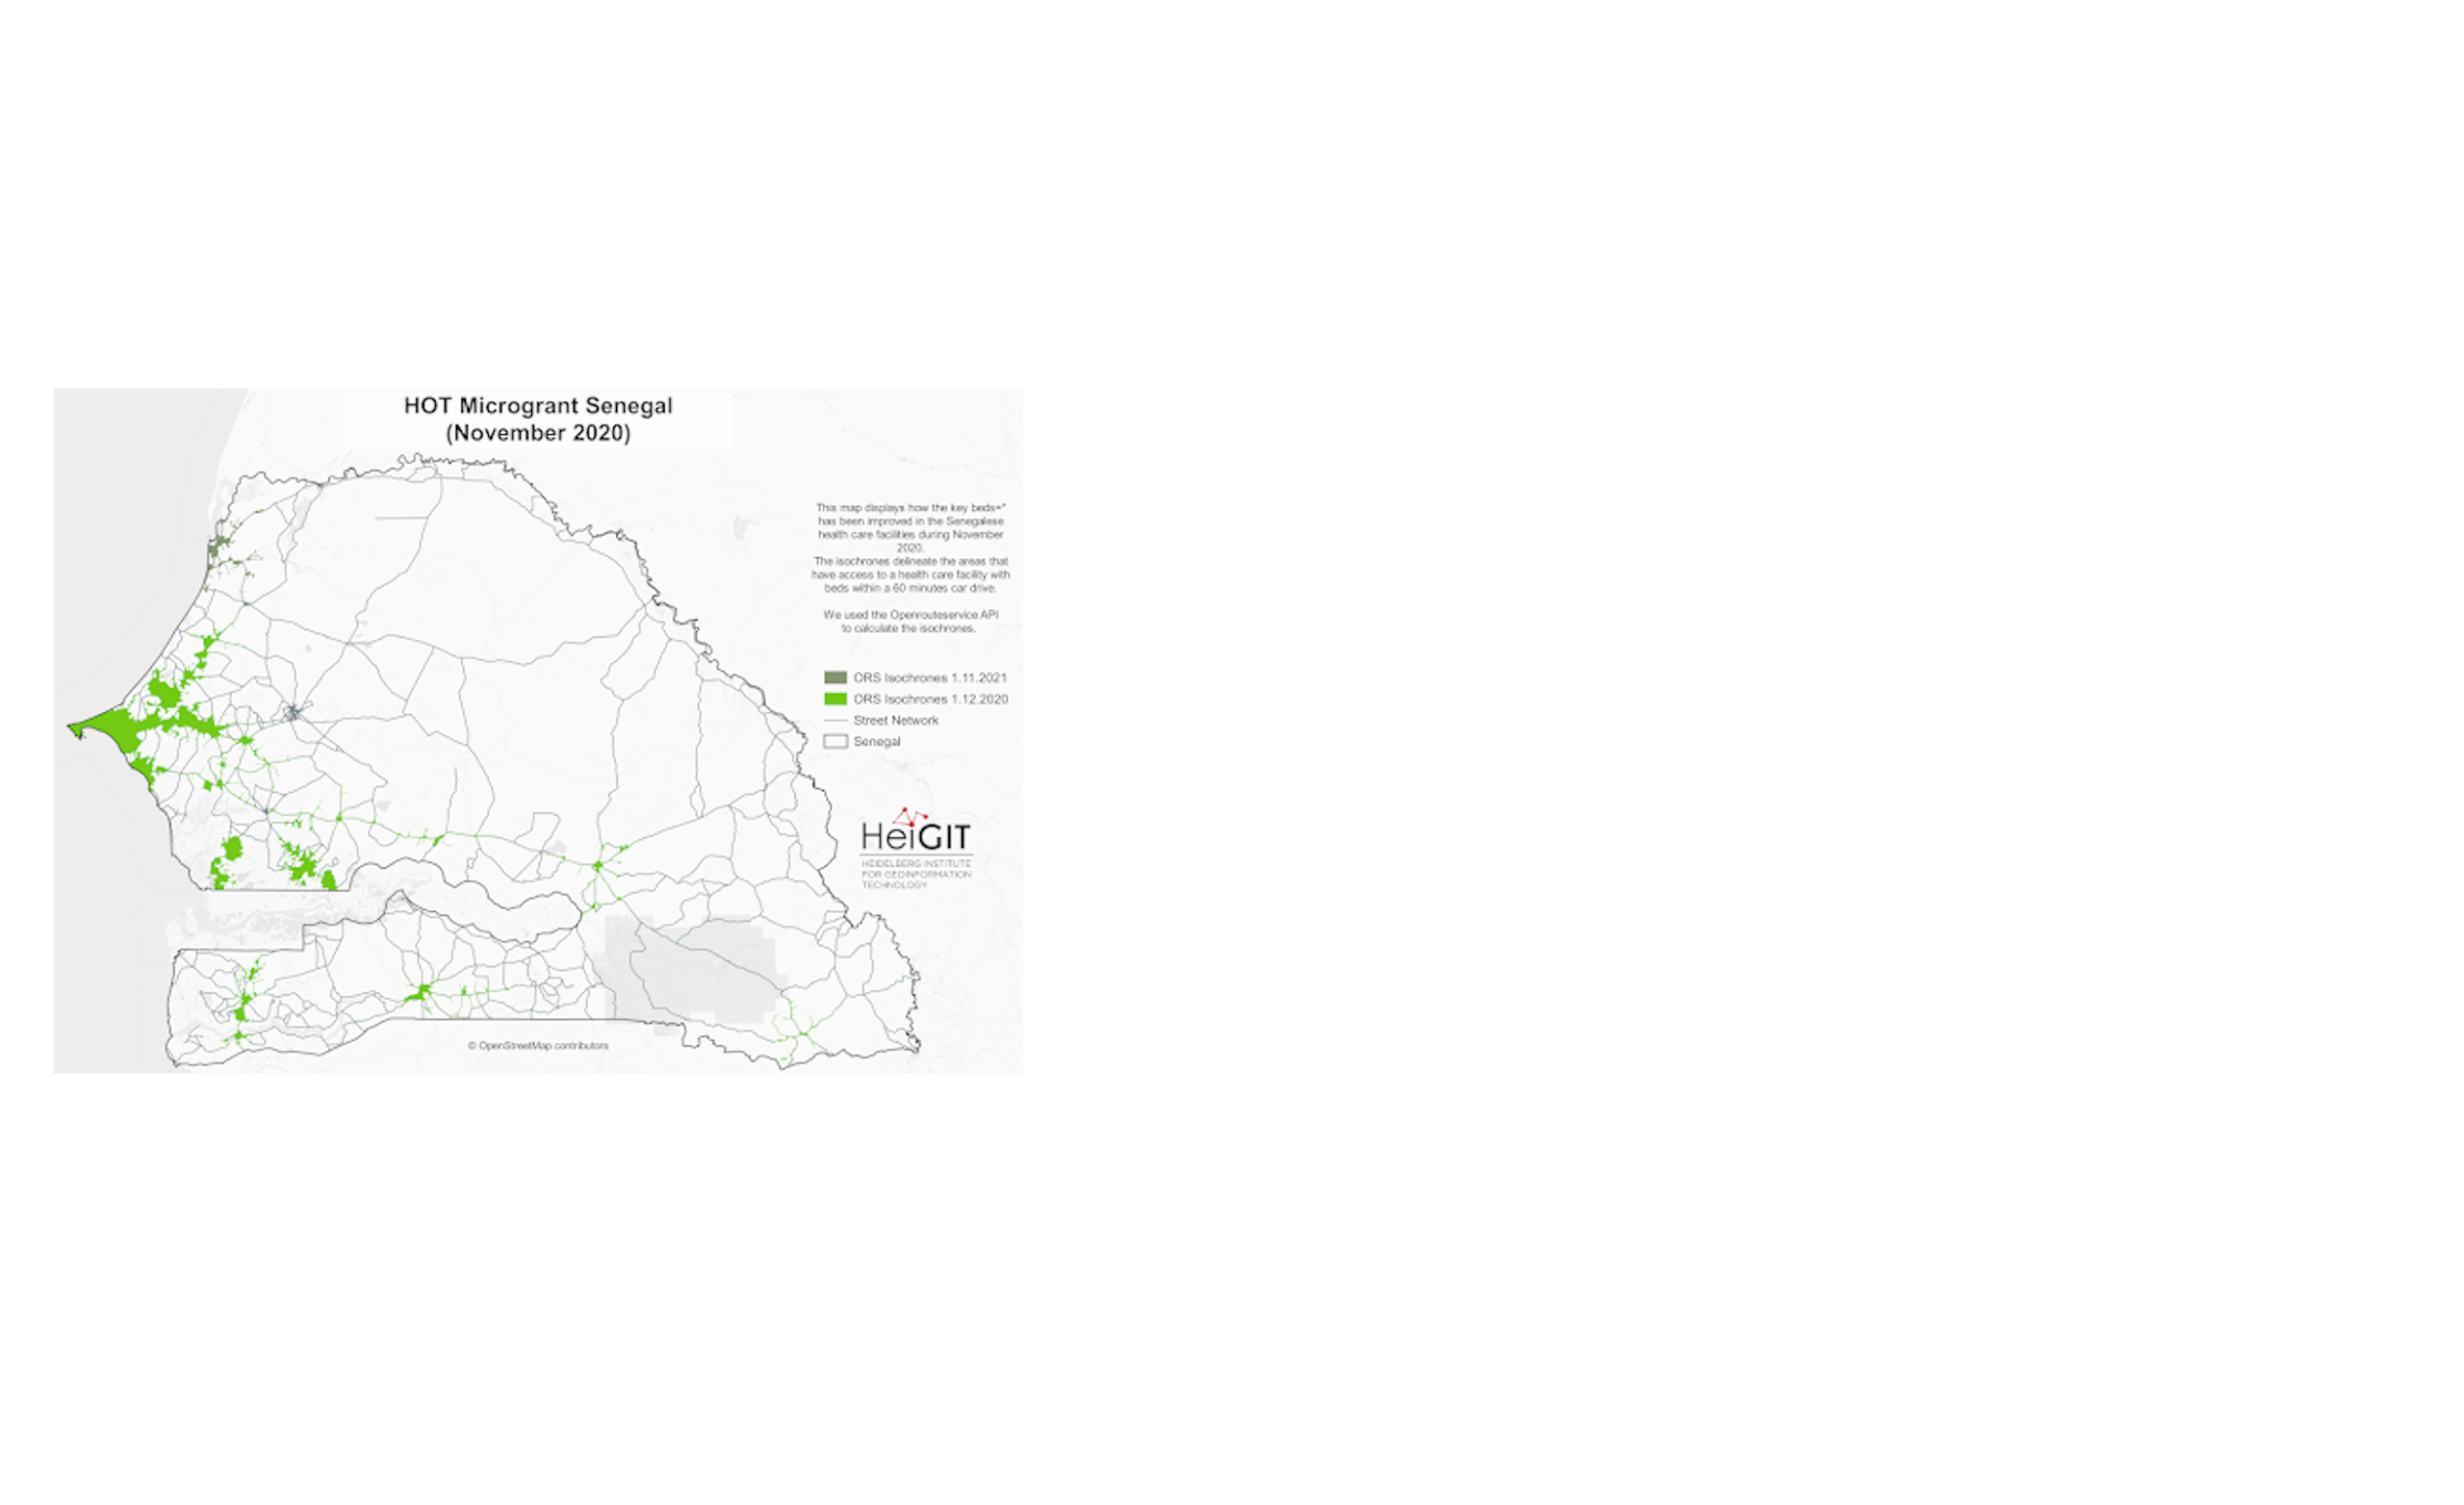 HOT Microgrant Senegal
(November 2020)
This map displays how the key beds=*
has been improved in the Senegalese
health care facilities during November
2020.
The isochrones delineate the areas that
have access to a health care facility with
beds within a 60 minutes car drive.
We used the Openrouteservice API
to calculate the isochrones.
ORS Isochrones 1.11.2021
ORS Isochrones 1.12.2020
Street Network
Senegal
HeiGIT
HEIDELBERG INSTITUTE
FOR GEOINFORMATION
TECHNOLOGY
© OpenStreetMap contributors